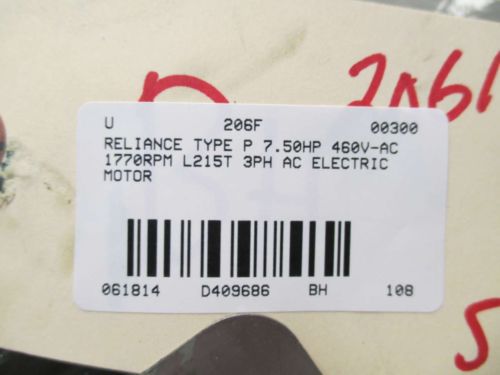 U 206F 00300
RELIANCE TYPE P 7.50HP 460V-AC
1770RPM L215T 3PH AC ELECTRIC
MOTOR
061814 D409686 BH 108